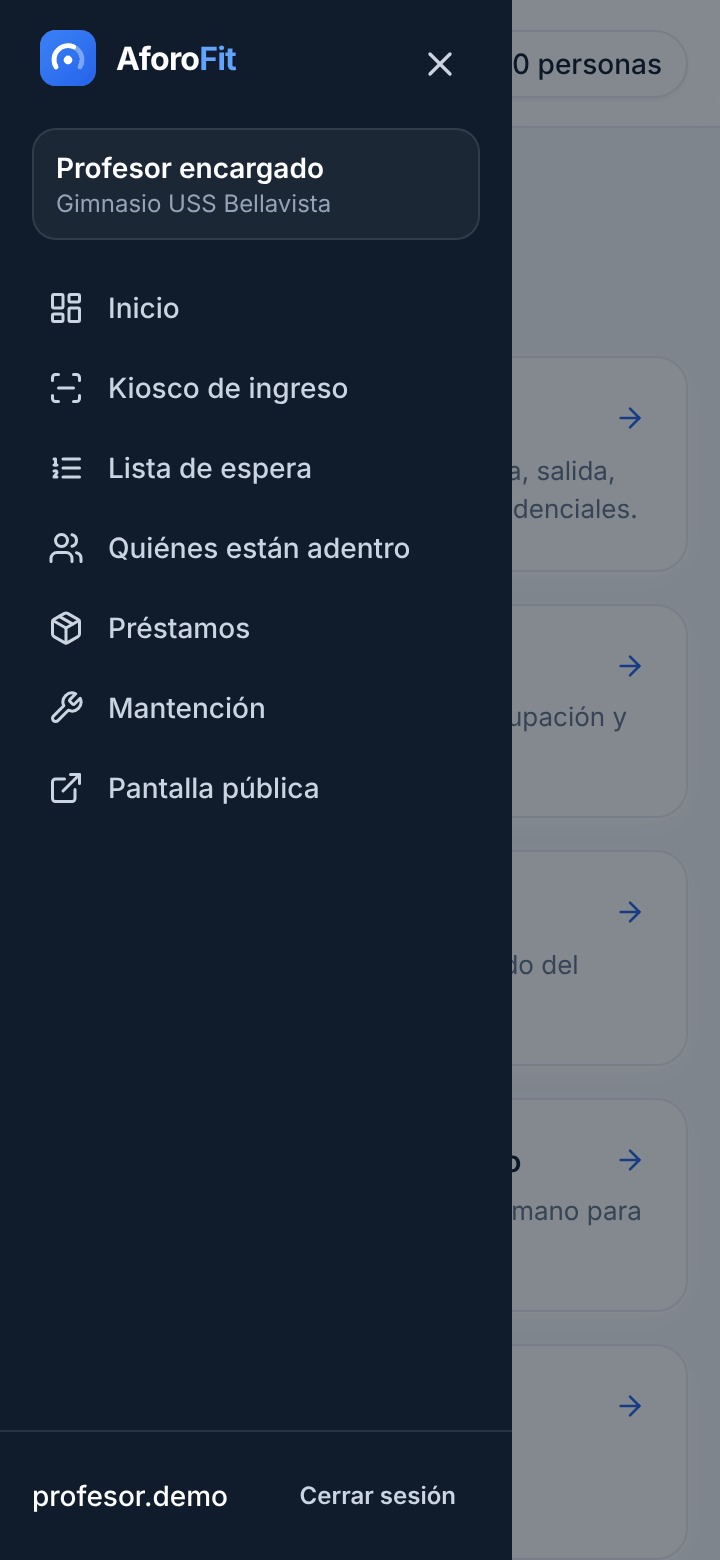 AforoFit
0 personas
Profesor encargado
Gimnasio USS Bellavista
Inicio
Kiosco de ingreso
Lista de espera
a, salida,
Quiénes están adentro
denciales.
Préstamos
Mantención
upación y
Pantalla pública
do del
o
mano para
profesor.demo
Cerrar sesión